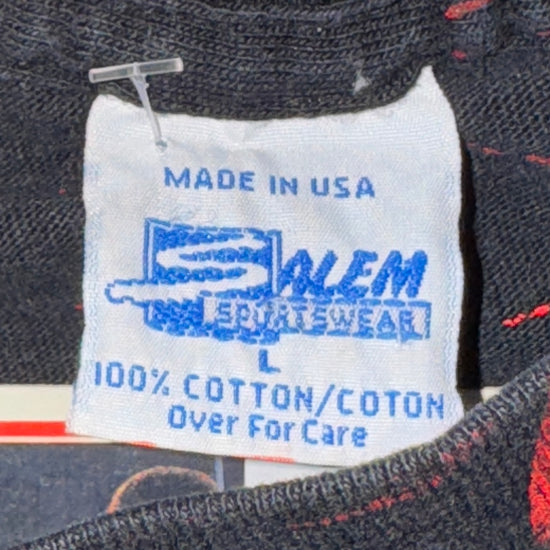 MADE IN USA
SALEM
SPORTSWEAR
L
100% COTTON/COTON
Over For Care